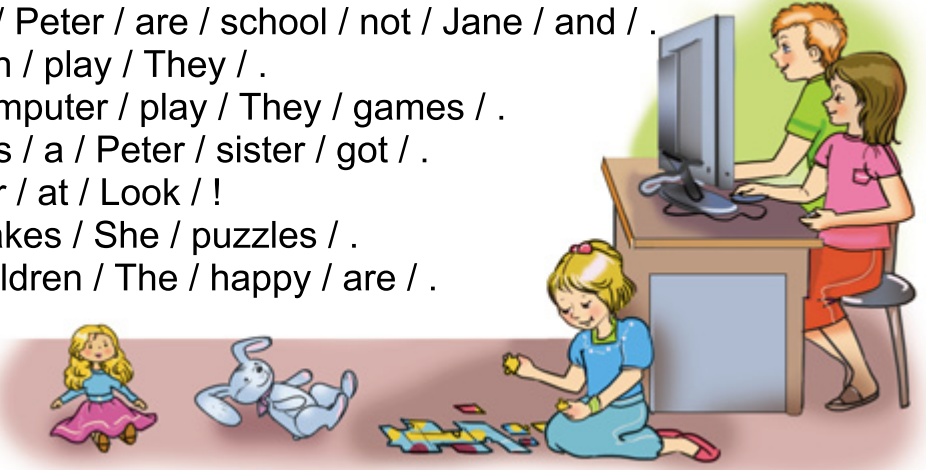 / Peter / are / school / not / Jane / and / .
n / play / They / .
mputer / play / They / games / .
s / a / Peter / sister / got / .
r / at / Look / !
akes / She / puzzles / .
ldren / The / happy / are / .